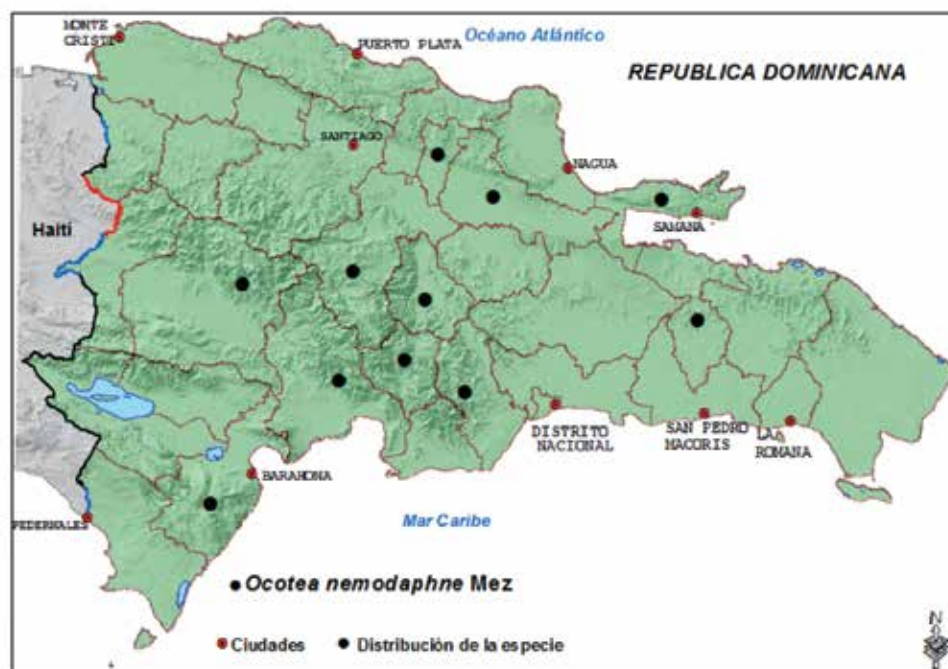 MONTE
CRISTI
PUERTO PLATA
Océano Atlántico
REPUBLICA DOMINICANA
SANTIAGO
NAGUA
SAMANA
Haití
DISTRITO
NACIONAL
SAN PEDRO
MACORIS
LA
ROMANA
BARAHONA
PEDERNALES
Mar Caribe
Ocotea nemodaphne Mez
Ciudades
Distribución de la especie
N